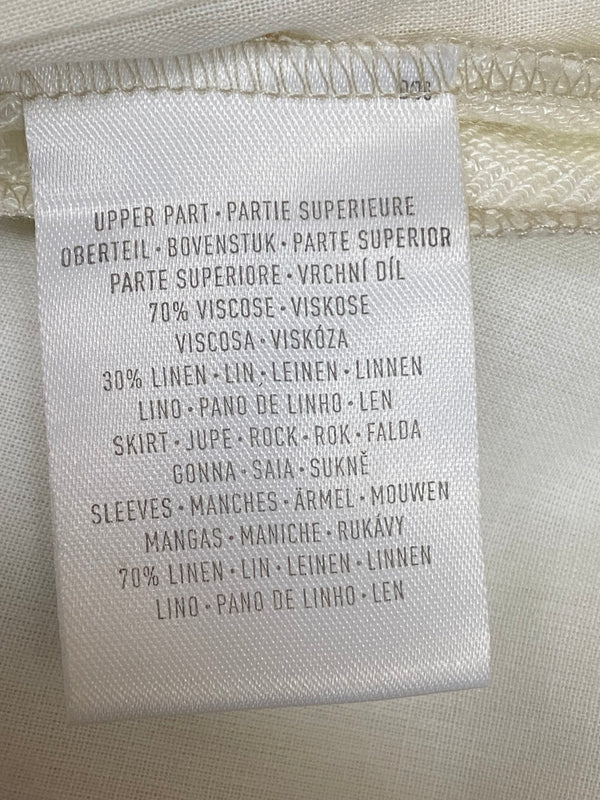 UPPER PART · PARTIE SUPERIEURE
OBERTEIL · BOVENSTUK · PARTE SUPERIOR
PARTE SUPERIORE · VRCHNÍ DÍL
70% VISCOSE · VISKOSE
VISCOSA · VISKÓZA
30% LINEN · LIN · LEINEN · LINNEN
LINO · PANO DE LINHO · LEN
SKIRT · JUPE · ROCK · ROK · FALDA
GONNA · SAIA · SUKNĚ
SLEEVES · MANCHES · ÄRMEL · MOUWEN
MANGAS · MANICHE · RUKÁVY
70% LINEN · LIN · LEINEN · LINNEN
LINO · PANO DE LINHO · LEN